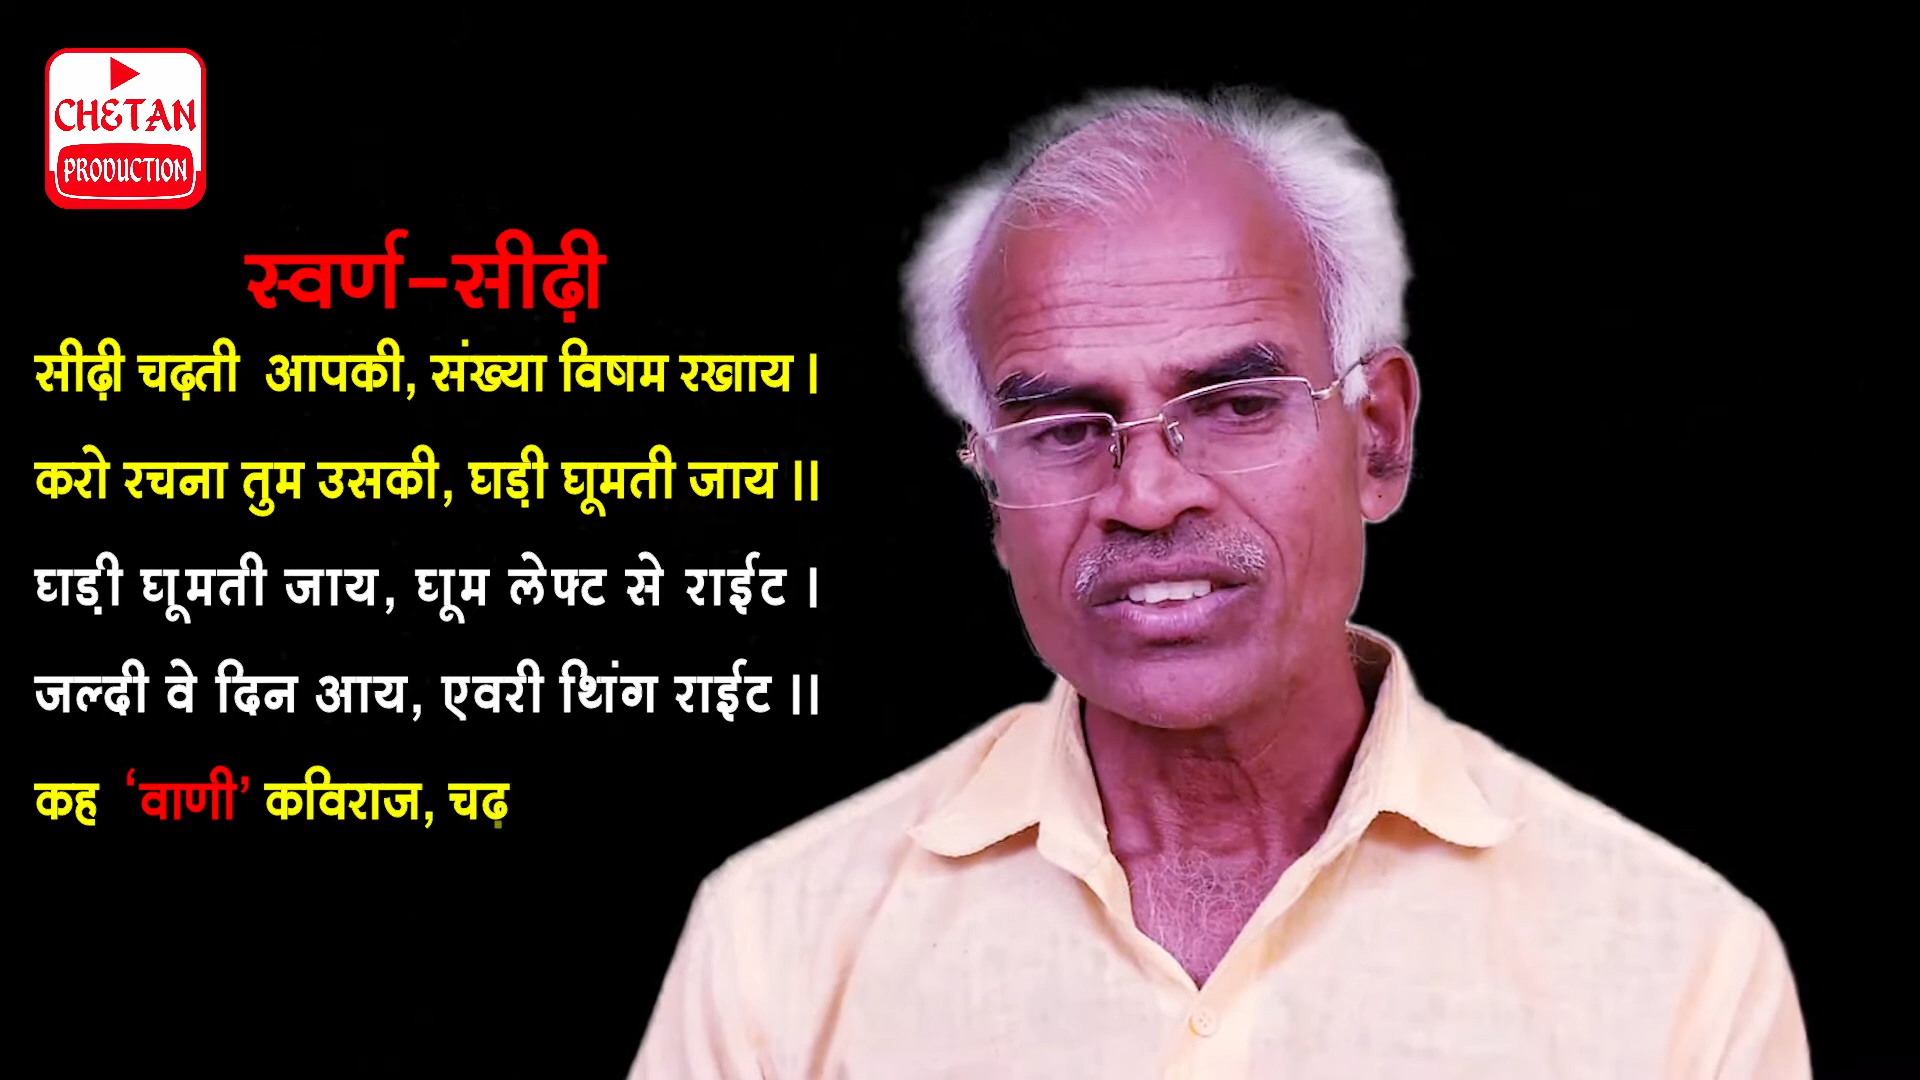 CHETAN
PRODUCTION
स्वर्ण-सीढ़ी
सीढ़ी चढ़ती आपकी, संख्या विषम रखाय ।
करो रचना तुम उसकी, घड़ी घूमती जाय ।।
घड़ी घूमती जाय, घूम लेफ्ट से राईट ।
जल्दी वे दिन आय, एवरी थिंग राईट ।।
कह ‘वाणी’ कविराज, चढ़